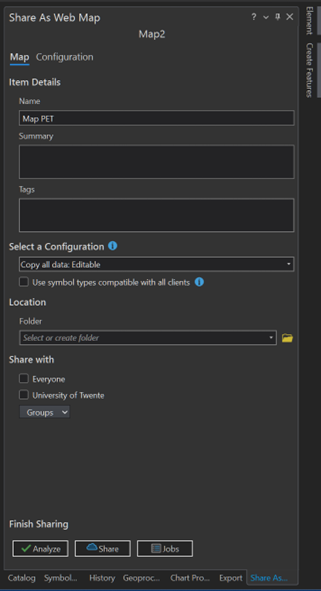 Share As Web Map
Map2
Map Configuration
Item Details
Name
Map PET
Summary
Tags
Select a Configuration
Copy all data: Editable
Use symbol types compatible with all clients
Location
Folder
Select or create folder
Share with
Everyone
University of Twente
Groups
Finish Sharing
Analyze Share Jobs
Catalog Symbol... History Geoproc... Chart Pro... Export Share As...
Element
Create Features